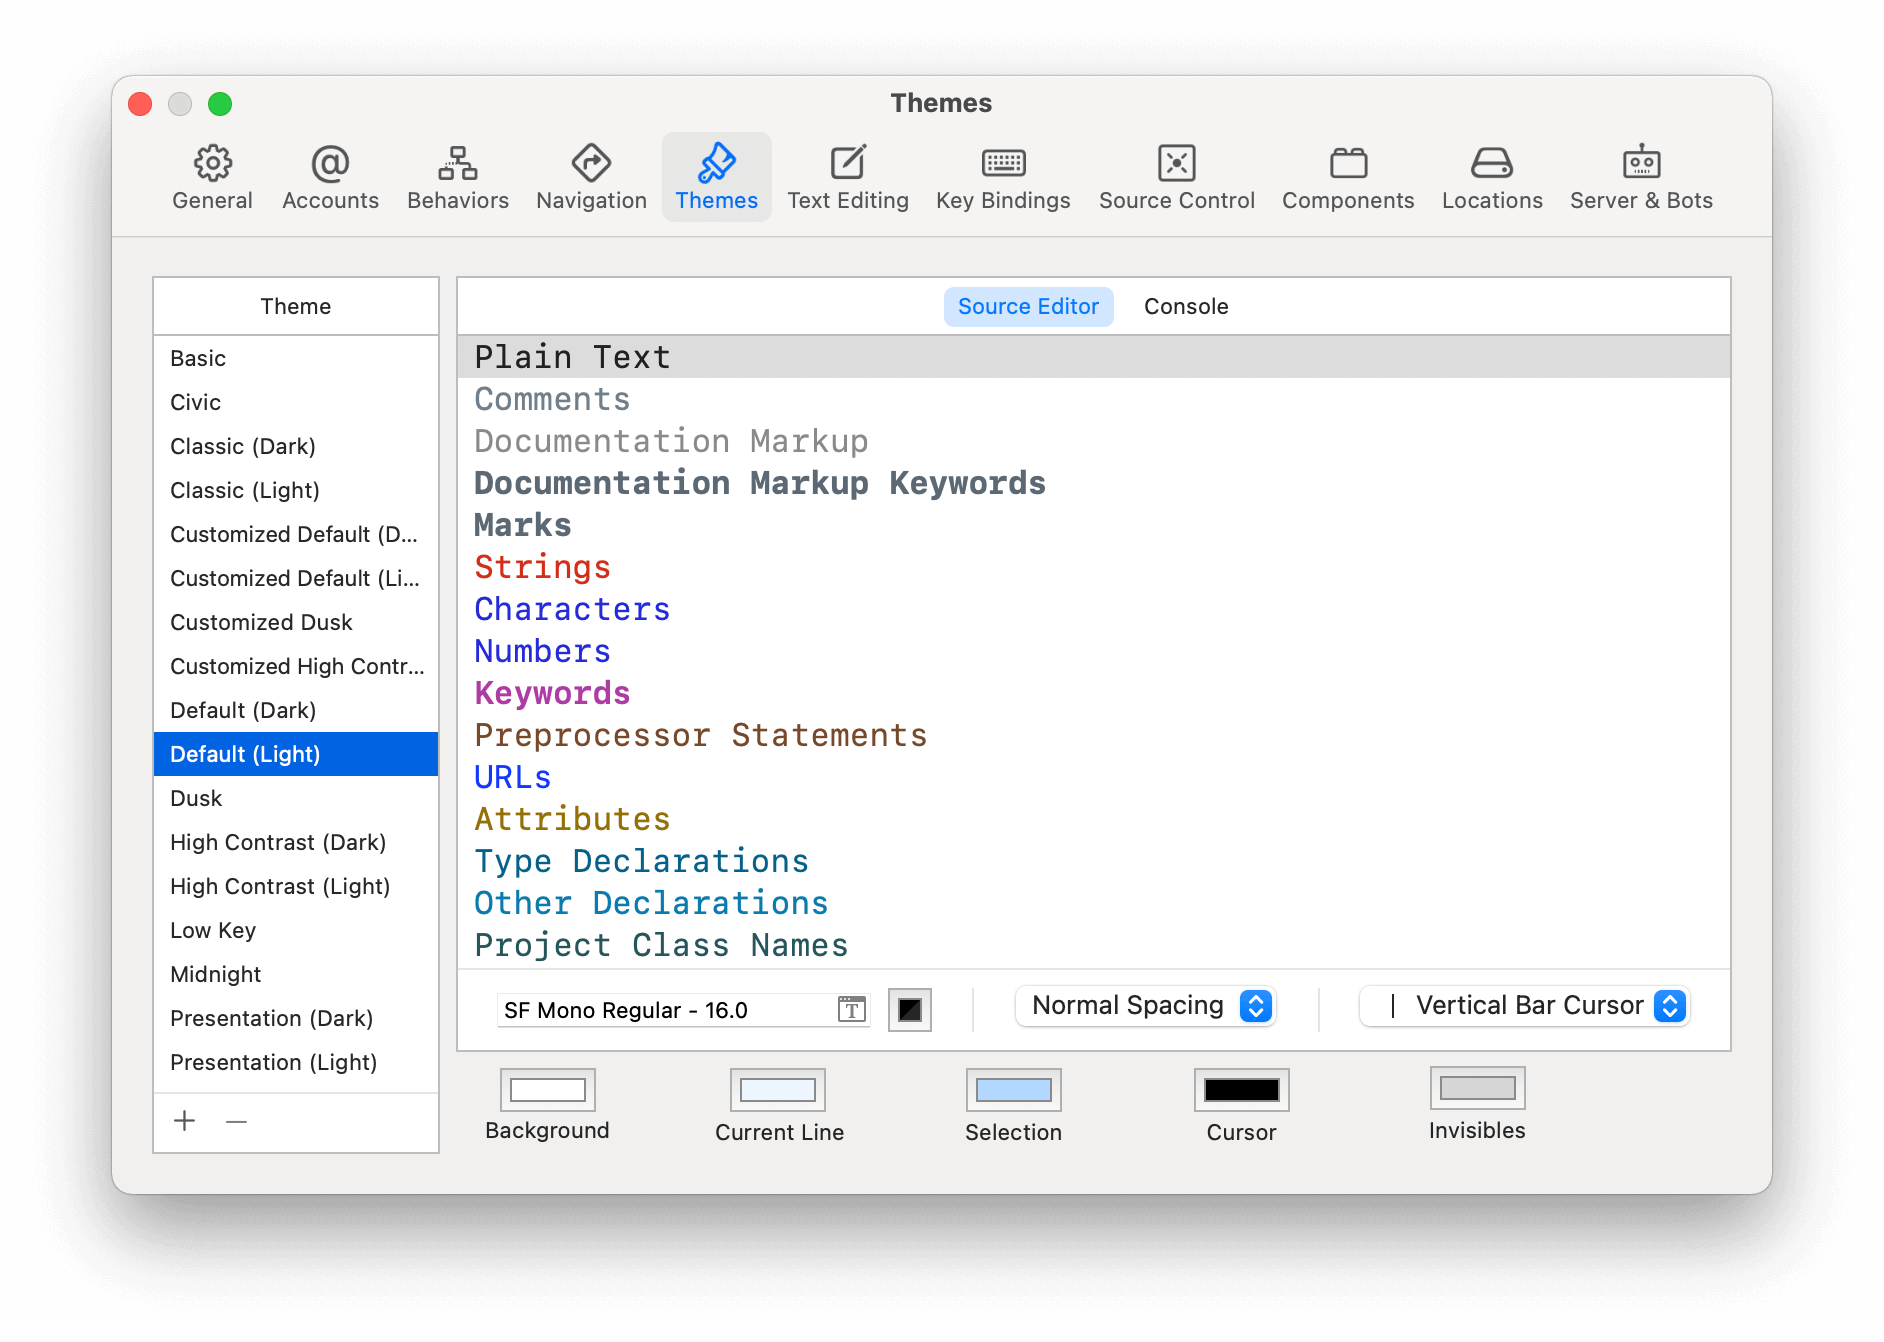 Themes
General
Accounts
Behaviors
Navigation
Themes
Text Editing
Key Bindings
Source Control
Components
Locations
Server & Bots
Theme
Basic
Civic
Classic (Dark)
Classic (Light)
Customized Default (D...
Customized Default (Li...
Customized Dusk
Customized High Contr...
Default (Dark)
Default (Light)
Dusk
High Contrast (Dark)
High Contrast (Light)
Low Key
Midnight
Presentation (Dark)
Presentation (Light)
Source Editor
Console
Plain Text
Comments
Documentation Markup
Documentation Markup Keywords
Marks
Strings
Characters
Numbers
Keywords
Preprocessor Statements
URLs
Attributes
Type Declarations
Other Declarations
Project Class Names
SF Mono Regular - 16.0
Normal Spacing
Vertical Bar Cursor
Background
Current Line
Selection
Cursor
Invisibles